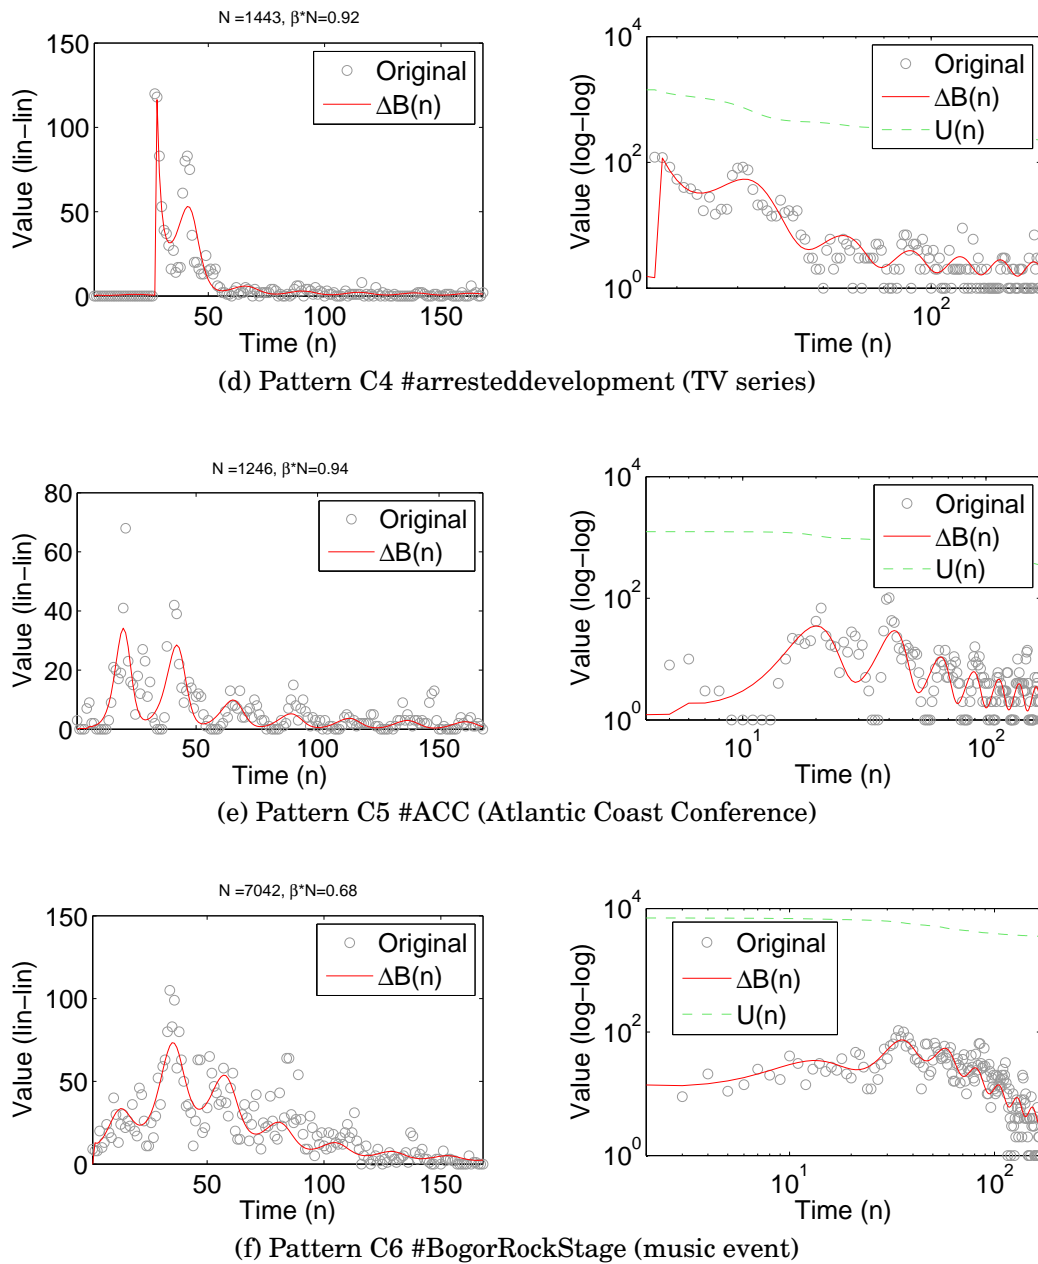 N =1443, β*N=0.92
Value (lin−lin)
150
100
50
0
50 100 150
Time (n)
Original
ΔB(n)
Value (log−log)
10^4
10^2
10^0
10^2
Time (n)
Original
ΔB(n)
U(n)
(d) Pattern C4 #arresteddevelopment (TV series)
N =1246, β*N=0.94
Value (lin−lin)
80
60
40
20
0
50 100 150
Time (n)
Original
ΔB(n)
Value (log−log)
10^4
10^2
10^0
10^1 10^2
Time (n)
Original
ΔB(n)
U(n)
(e) Pattern C5 #ACC (Atlantic Coast Conference)
N =7042, β*N=0.68
Value (lin−lin)
150
100
50
0
50 100 150
Time (n)
Original
ΔB(n)
Value (log−log)
10^4
10^2
10^0
10^1 10^2
Time (n)
Original
ΔB(n)
U(n)
(f) Pattern C6 #BogorRockStage (music event)